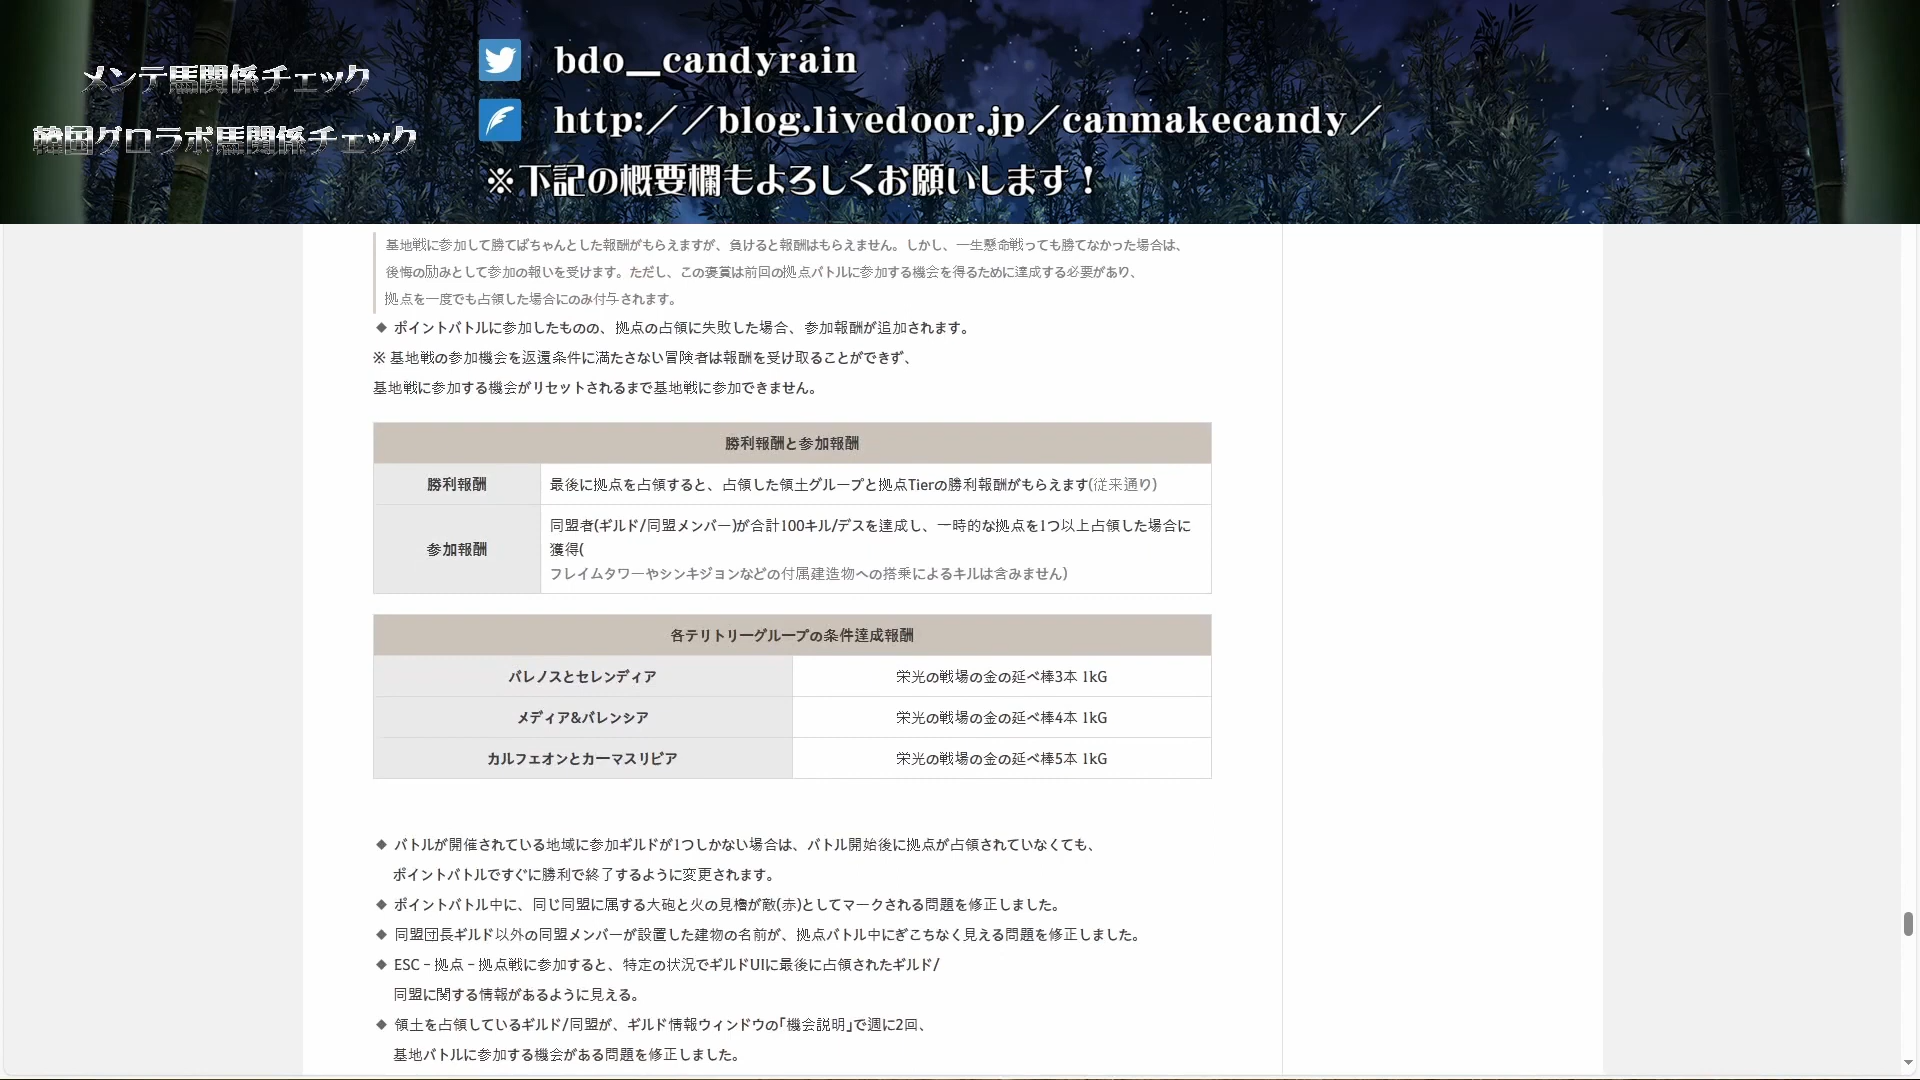 メンテ馬関係チェック
韓国グロラボ馬関係チェック
bdo__candyrain
http://blog.livedoor.jp/canmakecandy/
※下記の概要欄もよろしくお願いします！
基地戦に参加して勝てばちゃんとした報酬がもらえますが、負けると報酬はもらえません。しかし、一生懸命戦っても勝てなかった場合は、
後悔の励みとして参加の報いを受けます。ただし、この褒賞は前回の拠点バトルに参加する機会を得るために達成する必要があり、
拠点を一度でも占領した場合にのみ付与されます。
◆ ポイントバトルに参加したものの、拠点の占領に失敗した場合、参加報酬が追加されます。
※ 基地戦の参加機会を返還条件に満たさない冒険者は報酬を受け取ることができず、
基地戦に参加する機会がリセットされるまで基地戦に参加できません。
勝利報酬と参加報酬
勝利報酬
最後に拠点を占領すると、占領した領土グループと拠点Tierの勝利報酬がもらえます(従来通り)
参加報酬
同盟者(ギルド/同盟メンバー)が合計100キル/デスを達成し、一時的な拠点を1つ以上占領した場合に
獲得(
フレイムタワーやシンキジョンなどの付属建造物への搭乗によるキルは含みません)
各テリトリーグループの条件達成報酬
バレノスとセレンディア
栄光の戦場の金の延べ棒3本 1kG
メディア&バレンシア
栄光の戦場の金の延べ棒4本 1kG
カルフェオンとカーマスリビア
栄光の戦場の金の延べ棒5本 1kG
◆ バトルが開催されている地域に参加ギルドが1つしかない場合は、バトル開始後に拠点が占領されていなくても、
ポイントバトルですぐに勝利で終了するように変更されます。
◆ ポイントバトル中に、同じ同盟に属する大砲と火の見櫓が敵(赤)としてマークされる問題を修正しました。
◆ 同盟団長ギルド以外の同盟メンバーが設置した建物の名前が、拠点バトル中にぎこちなく見える問題を修正しました。
◆ ESC – 拠点 – 拠点戦に参加すると、特定の状況でギルドUIに最後に占領されたギルド/
同盟に関する情報があるように見える。
◆ 領土を占領しているギルド/同盟が、ギルド情報ウィンドウの「機会説明」で週に2回、
基地バトルに参加する機会がある問題を修正しました。